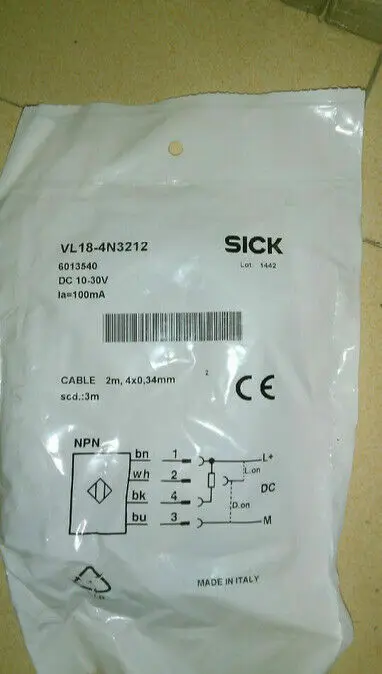 VL18-4N3212
SICK
6013540
Lot. 1442
DC 10-30V
Ia=100mA
CABLE 2m, 4x0,34mm 2
scd.:3m
CE
NPN
bn 1 L+
wh 2 L.on
DC
bk 4 D.on
bu 3 M
MADE IN ITALY